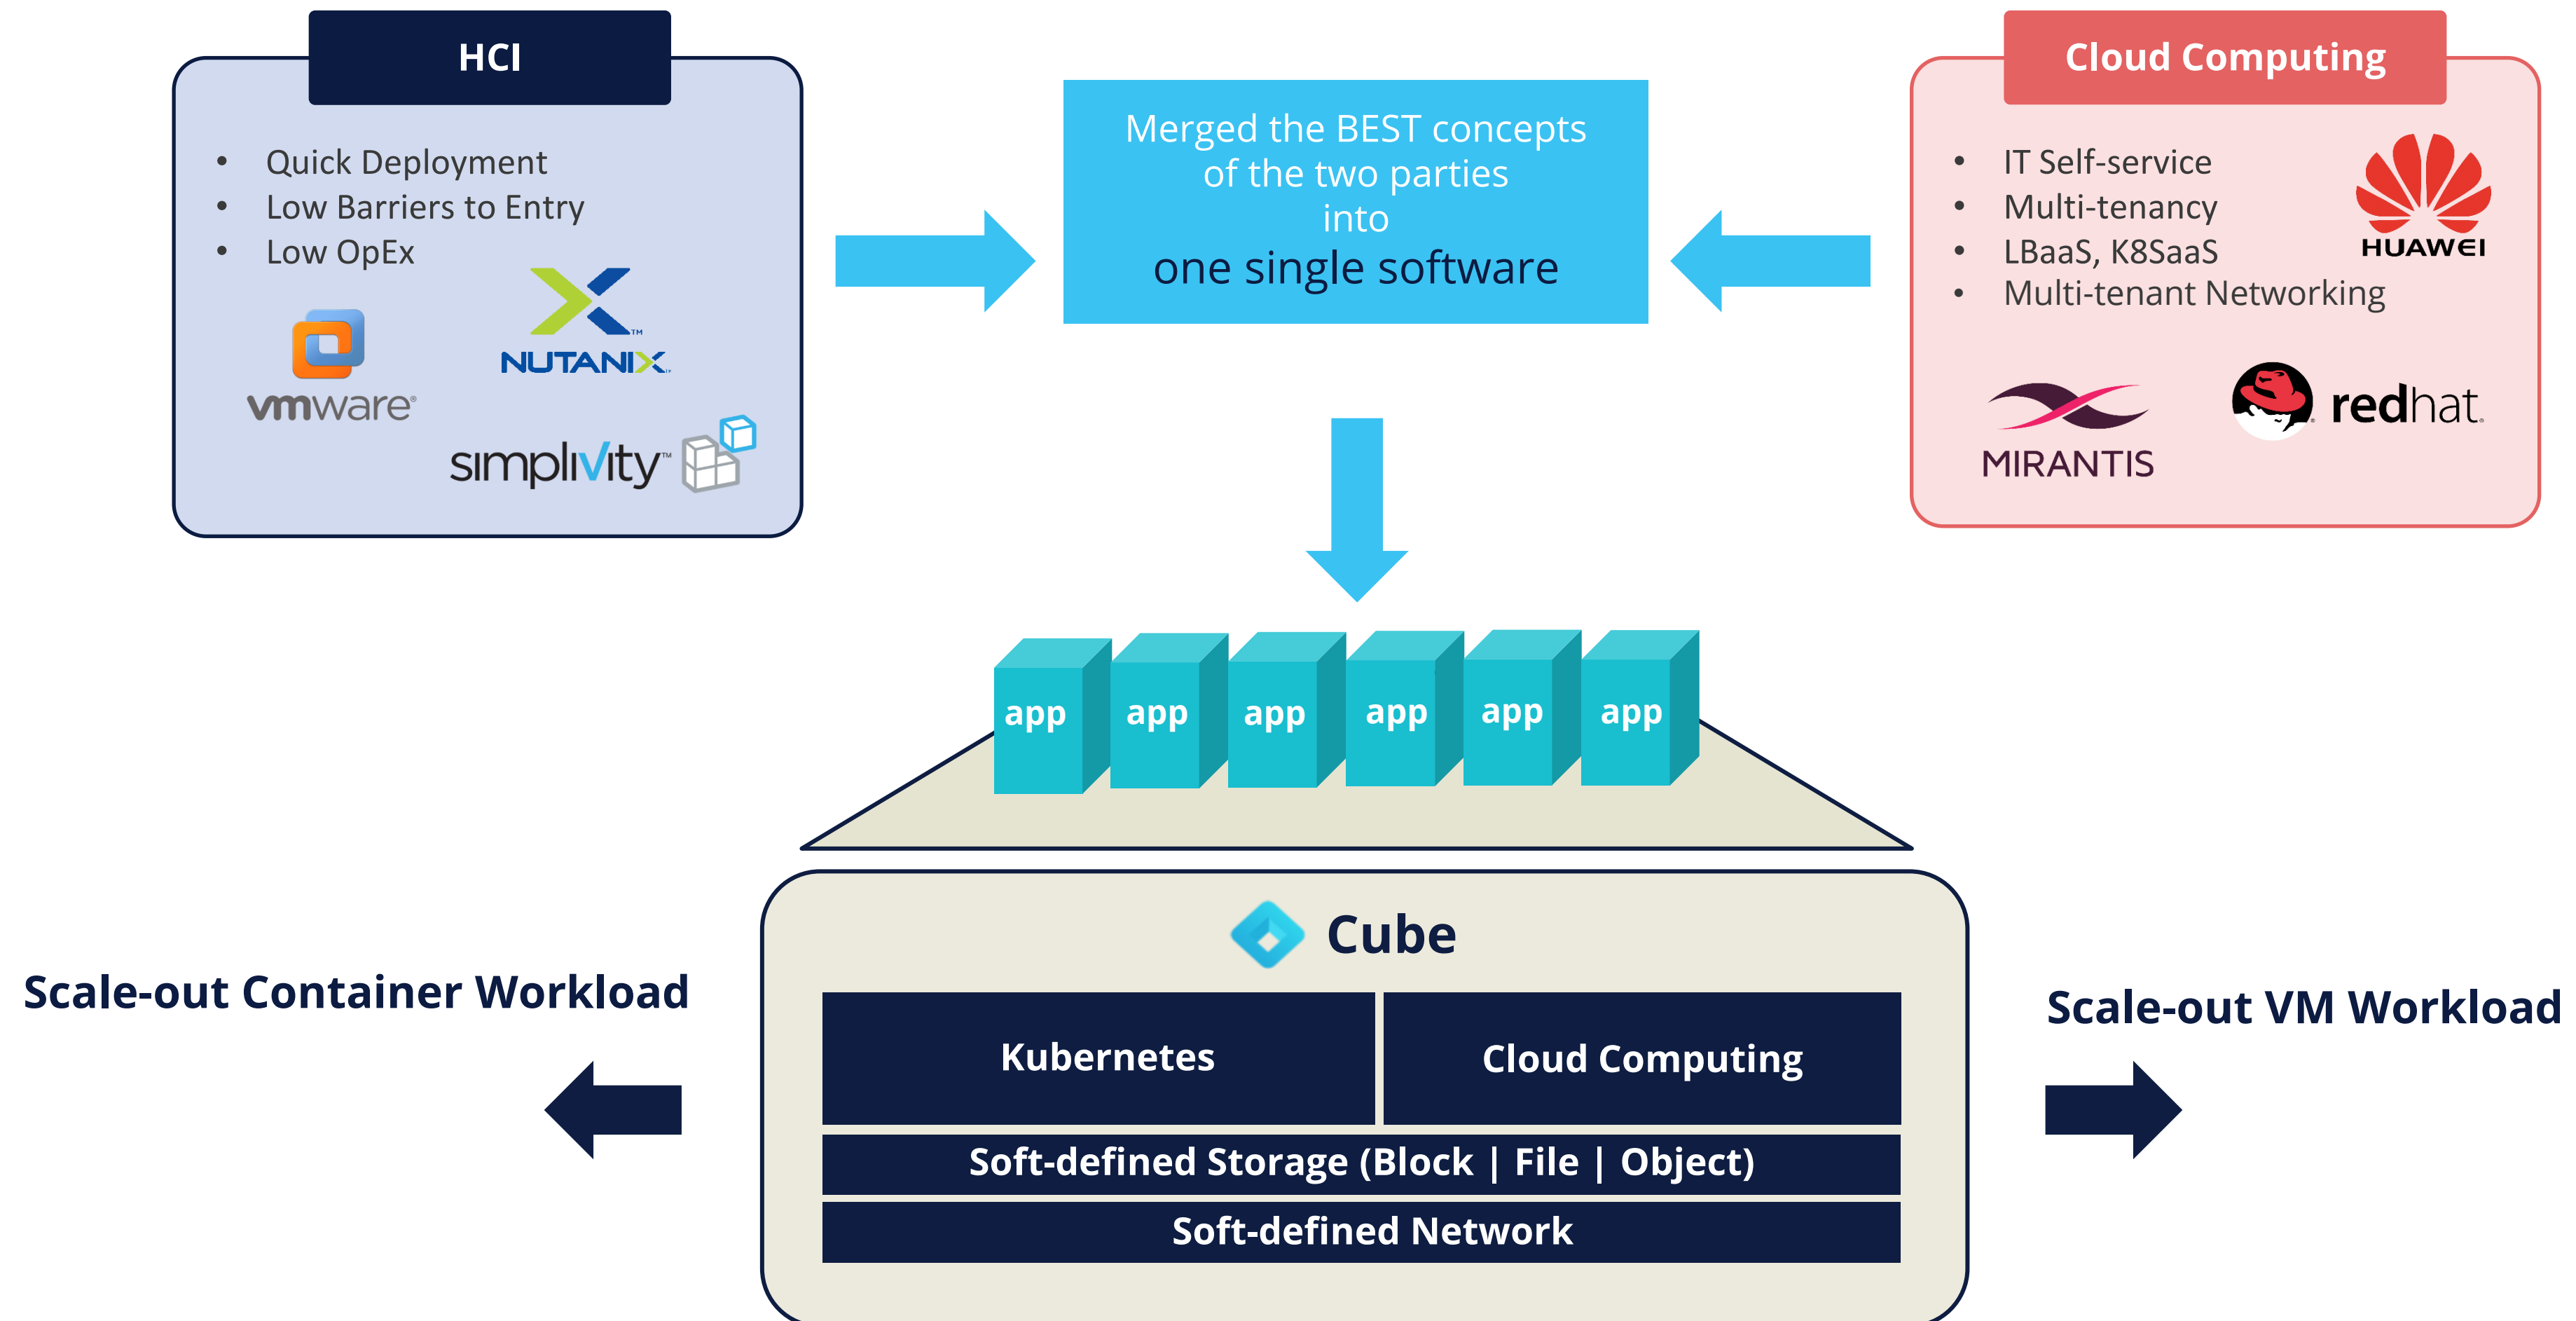 HCI
• Quick Deployment
• Low Barriers to Entry
• Low OpEx
NUTANIX
vmware
simplivity
Merged the BEST concepts
of the two parties
into
one single software
Cloud Computing
• IT Self-service
• Multi-tenancy
• LBaaS, K8SaaS
• Multi-tenant Networking
HUAWEI
MIRANTIS
redhat
app app app app app app
Cube
Scale-out Container Workload
Scale-out VM Workload
Kubernetes
Cloud Computing
Soft-defined Storage (Block | File | Object)
Soft-defined Network